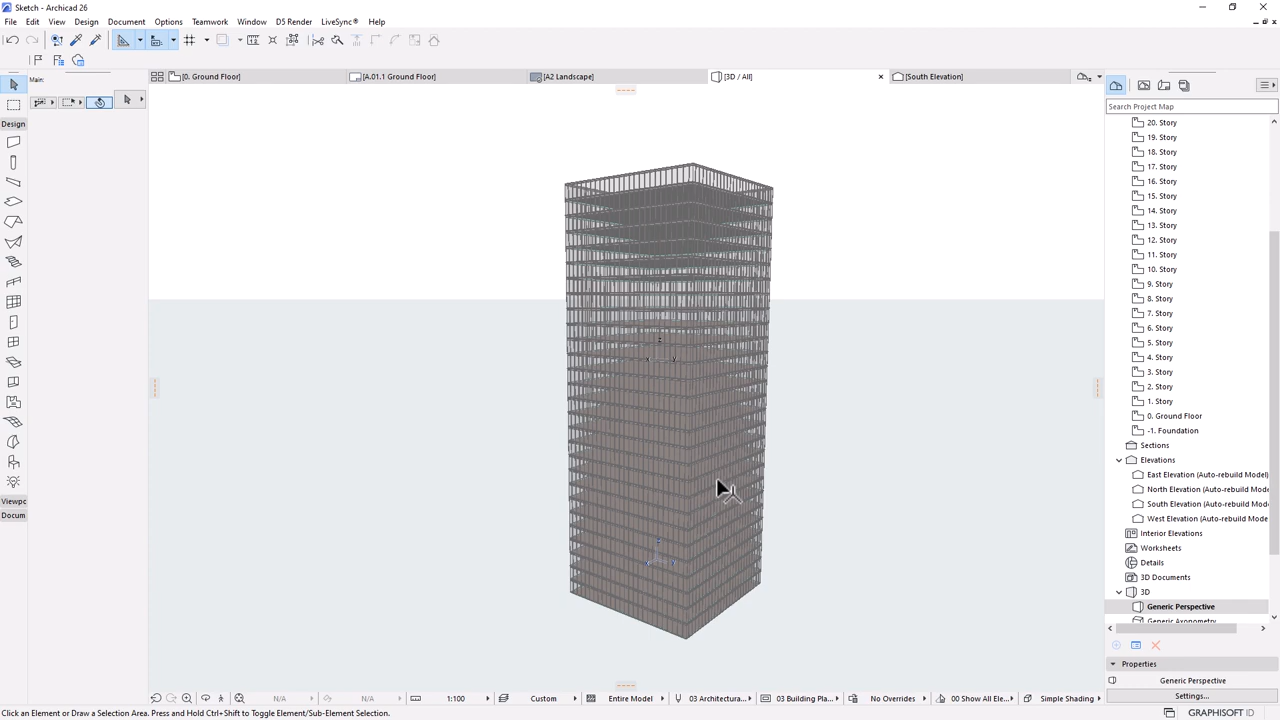 Sketch - Archicad 26
File Edit View Design Document Options Teamwork Window D5 Render LiveSync® Help
Main:
[0. Ground Floor]
[A.01.1 Ground Floor]
[A2 Landscape]
[3D / All]
[South Elevation]
Design
Viewpc
Docum
Search Project Map
20. Story
19. Story
18. Story
17. Story
16. Story
15. Story
14. Story
13. Story
12. Story
11. Story
10. Story
9. Story
8. Story
7. Story
6. Story
5. Story
4. Story
3. Story
2. Story
1. Story
0. Ground Floor
-1. Foundation
Sections
Elevations
East Elevation (Auto-rebuild Model)
North Elevation (Auto-rebuild Mode
South Elevation (Auto-rebuild Mode
West Elevation (Auto-rebuild Mode
Interior Elevations
Worksheets
Details
3D Documents
3D
Generic Perspective
Generic Axonometry
Properties
Generic Perspective
Settings...
N/A N/A 1:100 Custom Entire Model 03 Architectura... 03 Building Pla... No Overrides 00 Show All Ele... Simple Shading
Click an Element or Draw a Selection Area. Press and Hold Ctrl+Shift to Toggle Element/Sub-Element Selection.
GRAPHISOFT ID